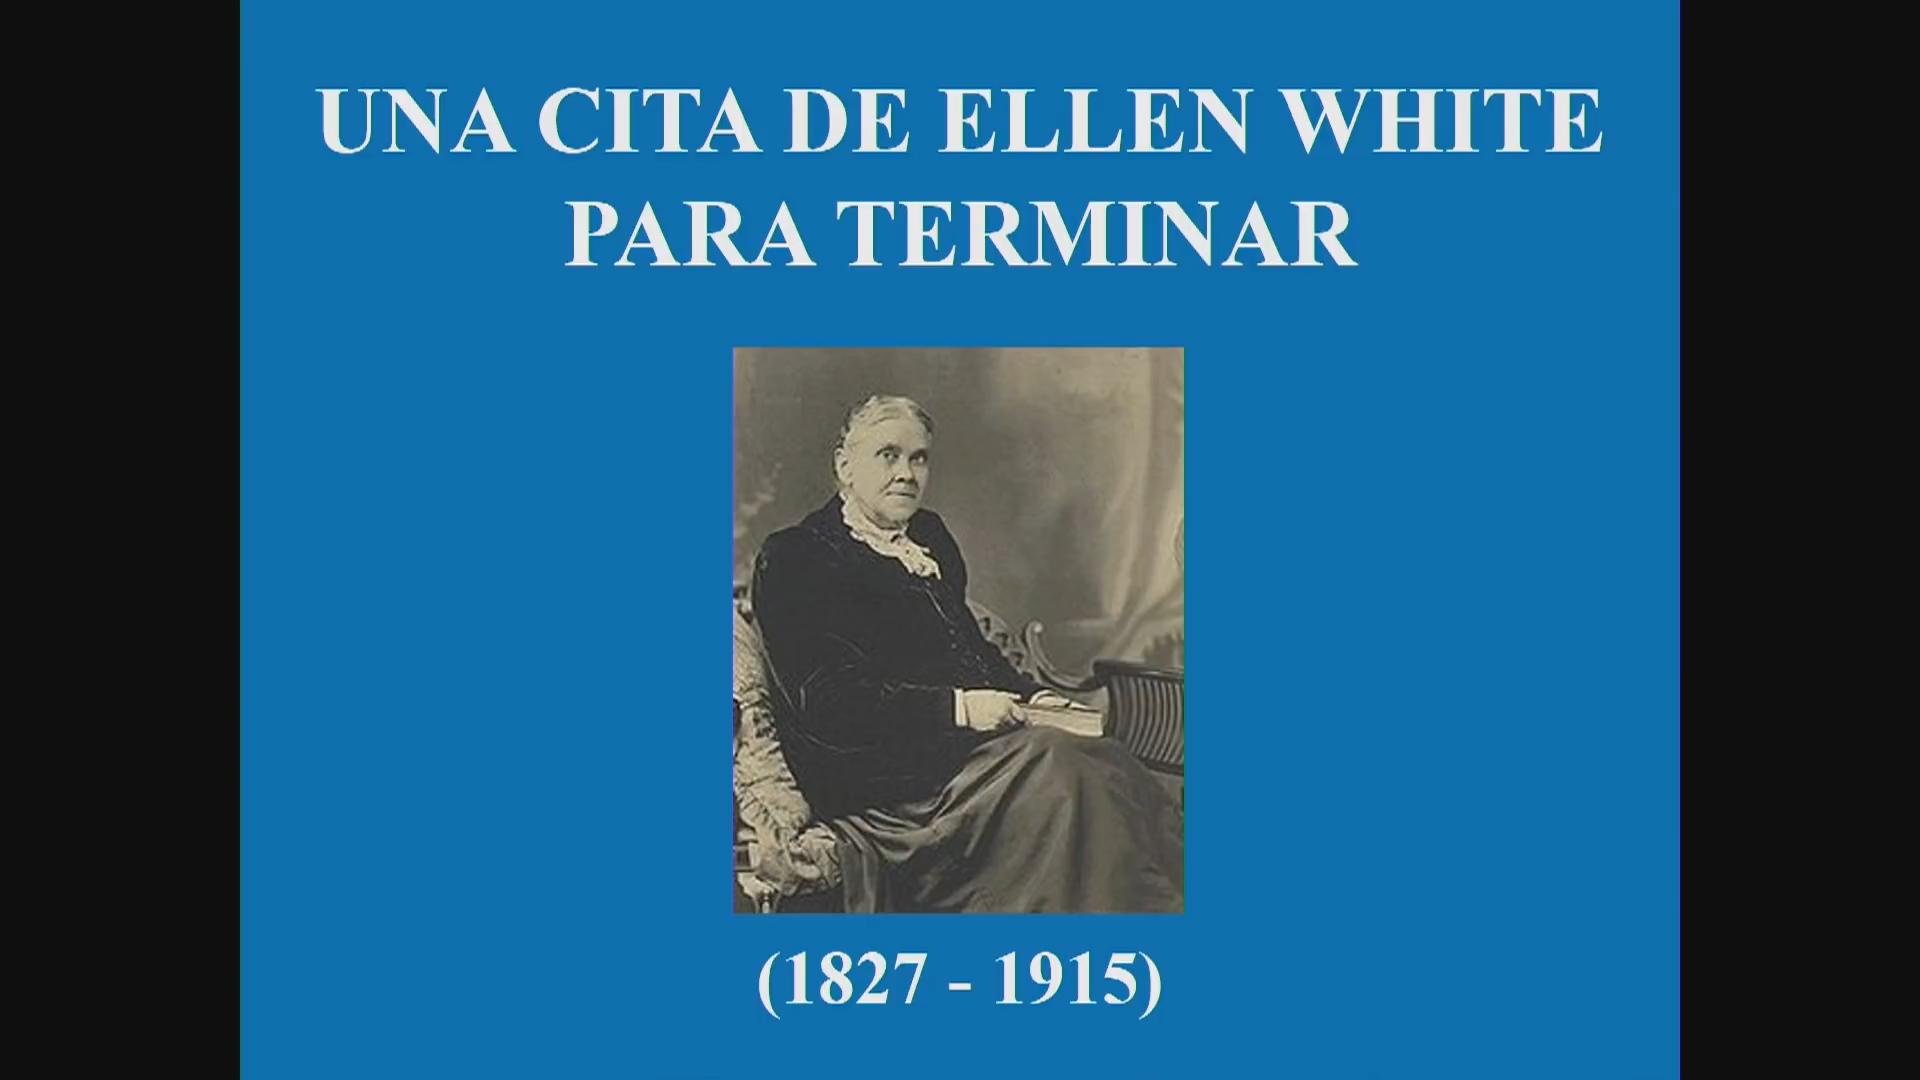 UNA CITA DE ELLEN WHITE
PARA TERMINAR
(1827 - 1915)